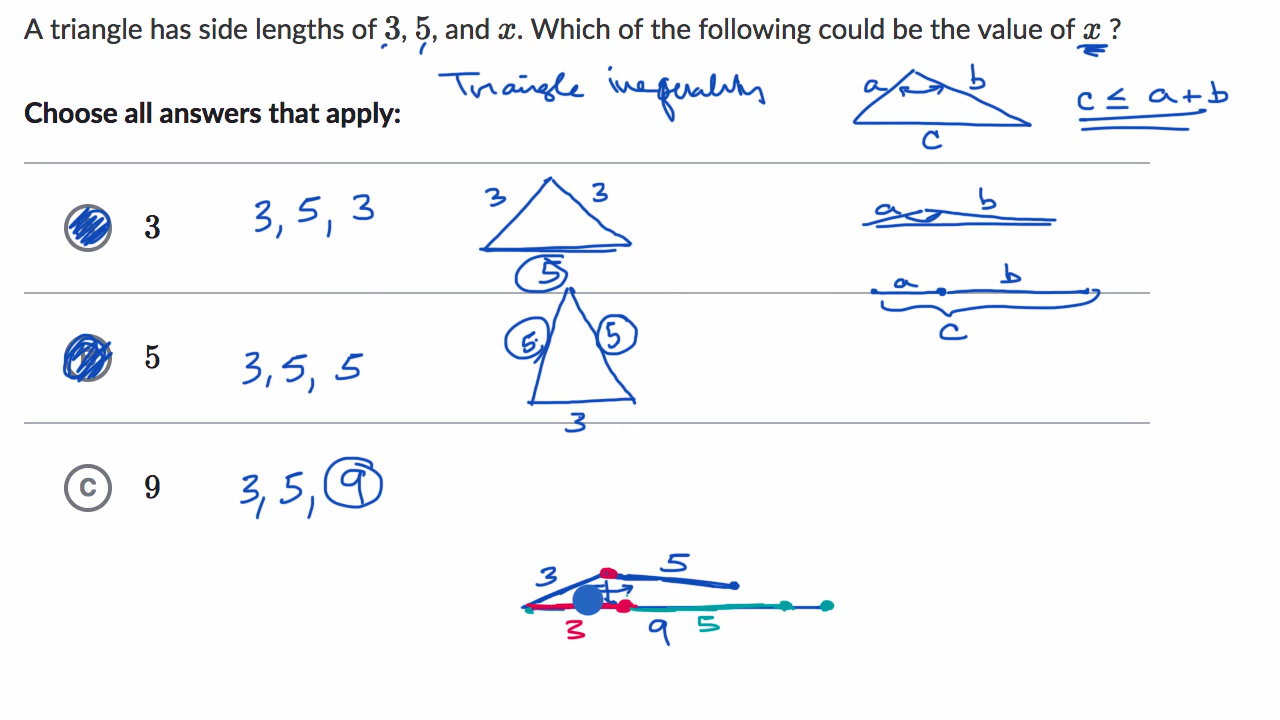 A triangle has side lengths of 3, 5, and x. Which of the following could be the value of x ?
Triangle inequality
a b
c ≤ a+b
c
Choose all answers that apply:
3
3, 5, 3
3 3
5
a b
a b
c
5
3, 5, 5
5 5
3
C
9
3, 5, 9
3 5
3 9 5